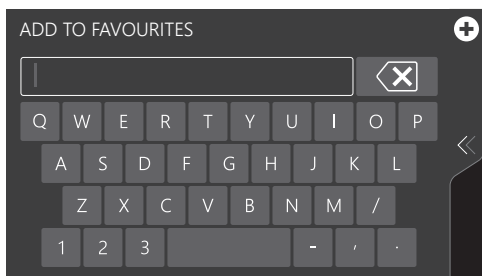 ADD TO FAVOURITES
Q W E R T Y U I O P
A S D F G H J K L
Z X C V B N M /
1 2 3 - , .